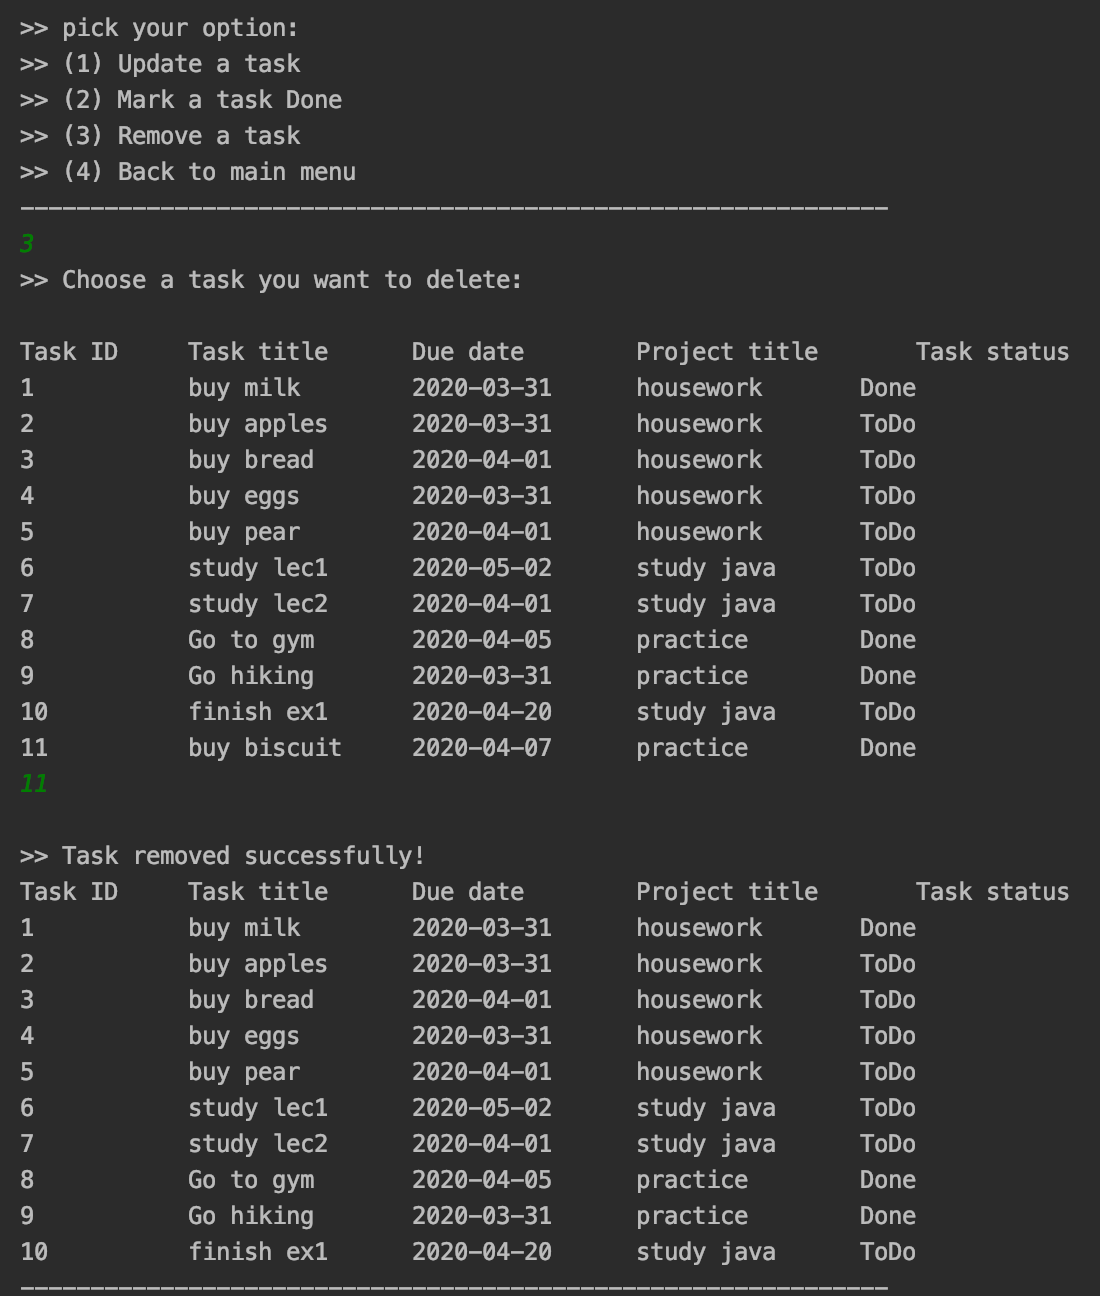 >> pick your option:
>> (1) Update a task
>> (2) Mark a task Done
>> (3) Remove a task
>> (4) Back to main menu
--------------------------------------------------------------
3
>> Choose a task you want to delete:
Task ID     Task title      Due date        Project title       Task status
1           buy milk        2020-03-31      housework       Done
2           buy apples      2020-03-31      housework       ToDo
3           buy bread       2020-04-01      housework       ToDo
4           buy eggs        2020-03-31      housework       ToDo
5           buy pear        2020-04-01      housework       ToDo
6           study lec1      2020-05-02      study java      ToDo
7           study lec2      2020-04-01      study java      ToDo
8           Go to gym       2020-04-05      practice        Done
9           Go hiking       2020-03-31      practice        Done
10          finish ex1      2020-04-20      study java      ToDo
11          buy biscuit     2020-04-07      practice        Done
11
>> Task removed successfully!
Task ID     Task title      Due date        Project title       Task status
1           buy milk        2020-03-31      housework       Done
2           buy apples      2020-03-31      housework       ToDo
3           buy bread       2020-04-01      housework       ToDo
4           buy eggs        2020-03-31      housework       ToDo
5           buy pear        2020-04-01      housework       ToDo
6           study lec1      2020-05-02      study java      ToDo
7           study lec2      2020-04-01      study java      ToDo
8           Go to gym       2020-04-05      practice        Done
9           Go hiking       2020-03-31      practice        Done
10          finish ex1      2020-04-20      study java      ToDo
--------------------------------------------------------------